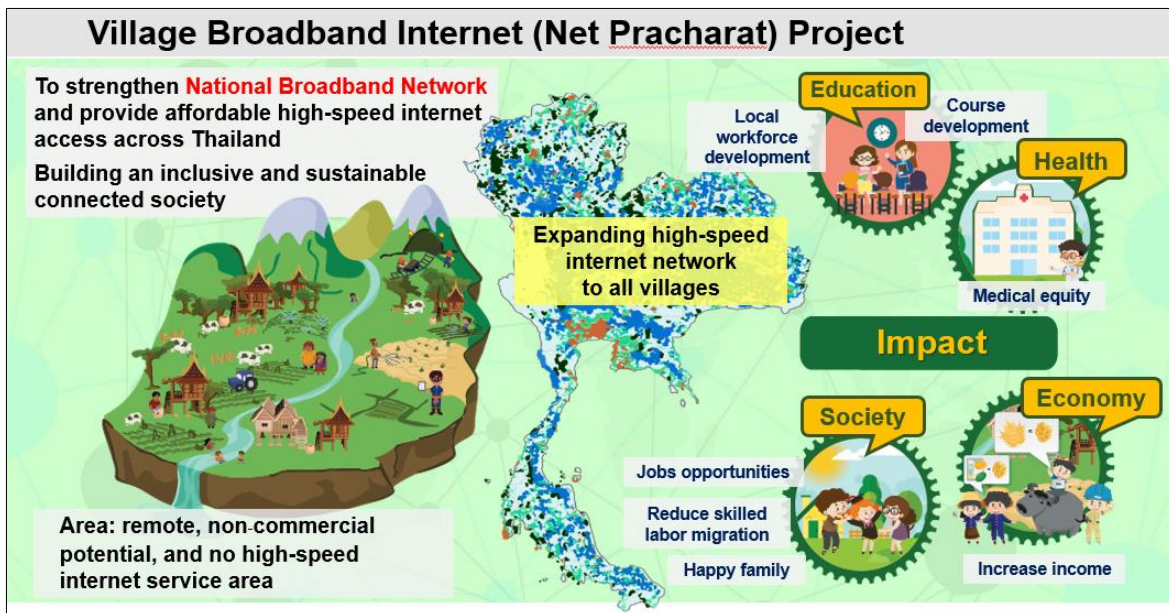 Village Broadband Internet (Net Pracharat) Project
To strengthen National Broadband Network
and provide affordable high-speed internet
access across Thailand
Building an inclusive and sustainable
connected society
Expanding high-speed
internet network
to all villages
Area: remote, non-commercial
potential, and no high-speed
internet service area
Education
Local
workforce
development
Course
development
Health
Medical equity
Impact
Society
Jobs opportunities
Reduce skilled
labor migration
Happy family
Economy
Increase income